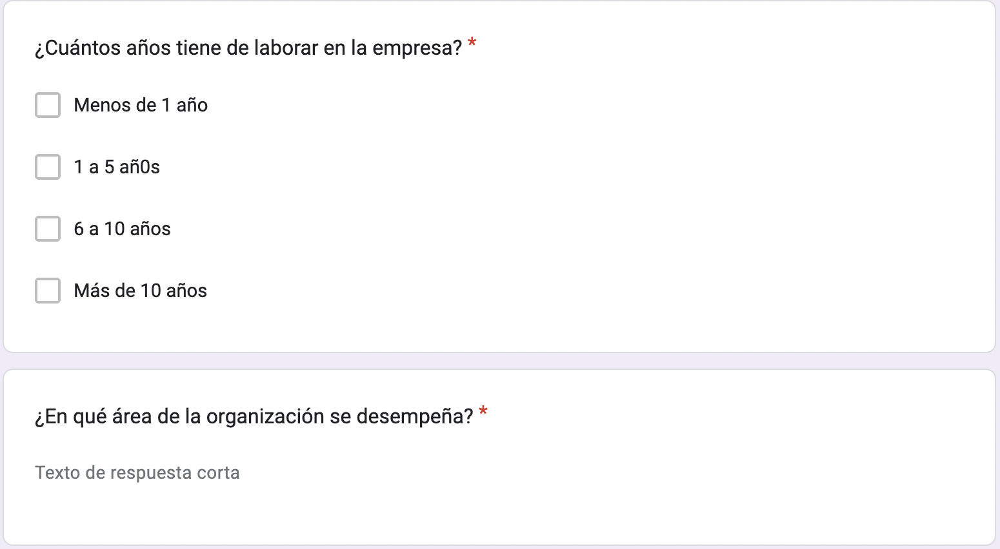 ¿Cuántos años tiene de laborar en la empresa? *
Menos de 1 año
1 a 5 añ0s
6 a 10 años
Más de 10 años
¿En qué área de la organización se desempeña? *
Texto de respuesta corta